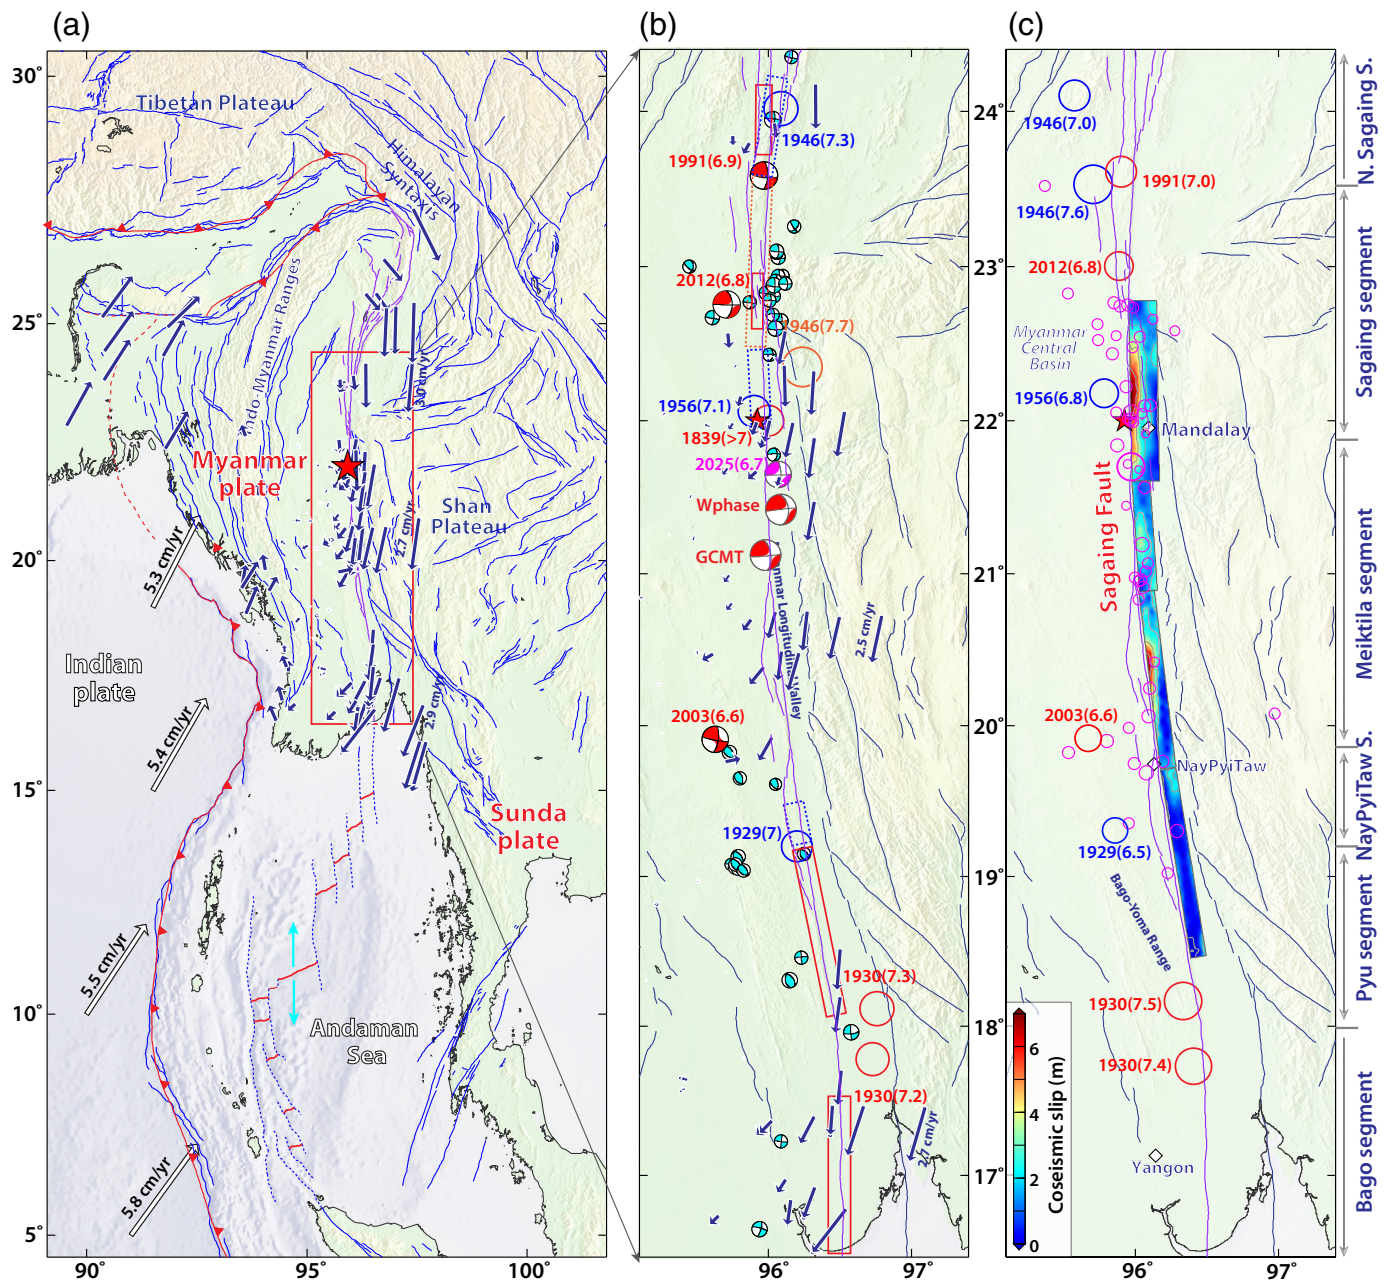 (a)
30°
25°
20°
15°
10°
5°
90°
95°
100°
Tibetan Plateau
Himalayan
Syntaxis
Indo-Myanmar Ranges
Myanmar
plate
Shan
Plateau
3.0 cm/yr
2.7 cm/yr
2.9 cm/yr
5.3 cm/yr
Indian
plate
5.4 cm/yr
Sunda
plate
5.5 cm/yr
Andaman
Sea
5.8 cm/yr
(b)
1946(7.3)
1991(6.9)
2012(6.8)
1946(7.7)
1956(7.1)
1839(>7)
2025(6.7)
Wphase
GCMT
Longitudinal Valley
2.5 cm/yr
2003(6.6)
1929(7)
1930(7.3)
1930(7.2)
2.7 cm/yr
96°
97°
24°
23°
22°
21°
20°
19°
18°
17°
(c)
1946(7.0)
1991(7.0)
1946(7.6)
2012(6.8)
Myanmar
Central
Basin
1956(6.8)
Mandalay
Sagaing Fault
2003(6.6)
NayPyiTaw
1929(6.5)
Bago-Yoma Range
1930(7.5)
1930(7.4)
Yangon
Coseismic slip (m)
6
4
2
0
96°
97°
N. Sagaing S.
Sagaing segment
Meiktila segment
NayPyiTaw S.
Pyu segment
Bago segment